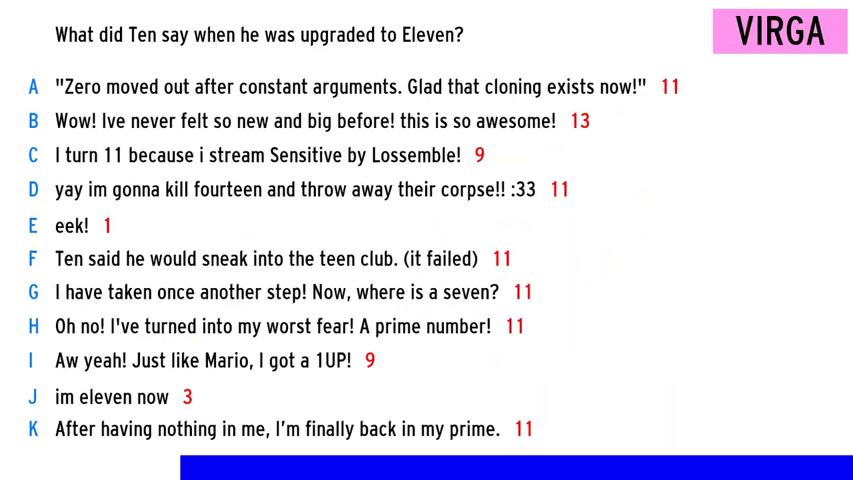 What did Ten say when he was upgraded to Eleven?
VIRGA
A "Zero moved out after constant arguments. Glad that cloning exists now!" 11
B Wow! Ive never felt so new and big before! this is so awesome! 13
C I turn 11 because i stream Sensitive by Lossemble! 9
D yay im gonna kill fourteen and throw away their corpse!! :33 11
E eek! 1
F Ten said he would sneak into the teen club. (it failed) 11
G I have taken once another step! Now, where is a seven? 11
H Oh no! I've turned into my worst fear! A prime number! 11
I Aw yeah! Just like Mario, I got a 1UP! 9
J im eleven now 3
K After having nothing in me, I'm finally back in my prime. 11